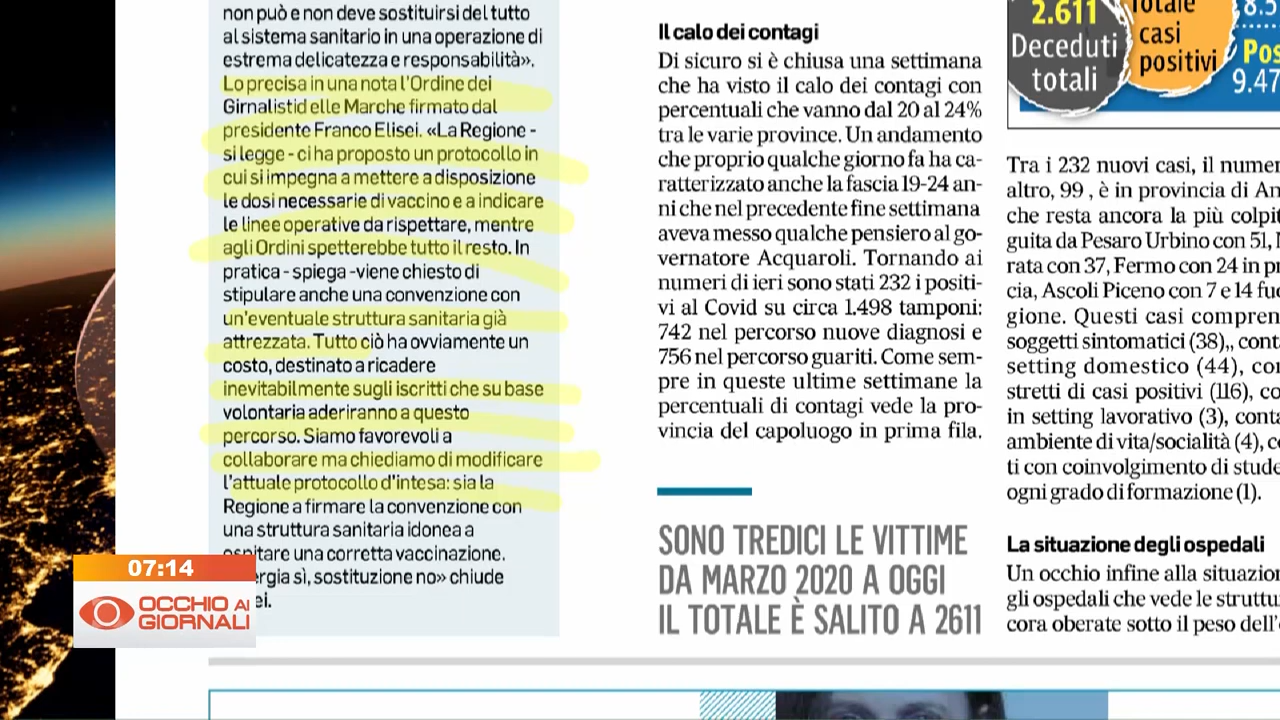 non può e non deve sostituirsi del tutto
al sistema sanitario in una operazione di
estrema delicatezza e responsabilità».
Lo precisa in una nota l'Ordine dei
Girnalistid elle Marche firmato dal
presidente Franco Elisei. «La Regione -
si legge - ci ha proposto un protocollo in
cui si impegna a mettere a disposizione
le dosi necessarie di vaccino e a indicare
le linee operative da rispettare, mentre
agli Ordini spetterebbe tutto il resto. In
pratica - spiega -viene chiesto di
stipulare anche una convenzione con
un'eventuale struttura sanitaria già
attrezzata. Tutto ciò ha ovviamente un
costo, destinato a ricadere
inevitabilmente sugli iscritti che su base
volontaria aderiranno a questo
percorso. Siamo favorevoli a
collaborare ma chiediamo di modificare
l'attuale protocollo d'intesa: sia la
Regione a firmare la convenzione con
una struttura sanitaria idonea a
ospitare una corretta vaccinazione.
ergia sì, sostituzione no» chiude
ei.
Il calo dei contagi
Di sicuro si è chiusa una settimana
che ha visto il calo dei contagi con
percentuali che vanno dal 20 al 24%
tra le varie province. Un andamento
che proprio qualche giorno fa ha ca-
ratterizzato anche la fascia 19-24 an-
ni che nel precedente fine settimana
aveva messo qualche pensiero al go-
vernatore Acquaroli. Tornando ai
numeri di ieri sono stati 232 i positi-
vi al Covid su circa 1.498 tamponi:
742 nel percorso nuove diagnosi e
756 nel percorso guariti. Come sem-
pre in queste ultime settimane la
percentuali di contagi vede la pro-
vincia del capoluogo in prima fila.
SONO TREDICI LE VITTIME
DA MARZO 2020 A OGGI
IL TOTALE È SALITO A 2611
2.611
Deceduti
totali
Totale
casi
positivi
8.5
Pos
9.47
Tra i 232 nuovi casi, il numer
altro, 99 , è in provincia di An
che resta ancora la più colpit
guita da Pesaro Urbino con 51, M
rata con 37, Fermo con 24 in pr
cia, Ascoli Piceno con 7 e 14 fuo
gione. Questi casi compren
soggetti sintomatici (38),, conta
setting domestico (44), con
stretti di casi positivi (116), co
in setting lavorativo (3), conta
ambiente di vita/socialità (4), c
ti con coinvolgimento di stude
ogni grado di formazione (1).
La situazione degli ospedali
Un occhio infine alla situazion
gli ospedali che vede le struttu
cora oberate sotto il peso dell'
07:14
OCCHIO AI
GIORNALI